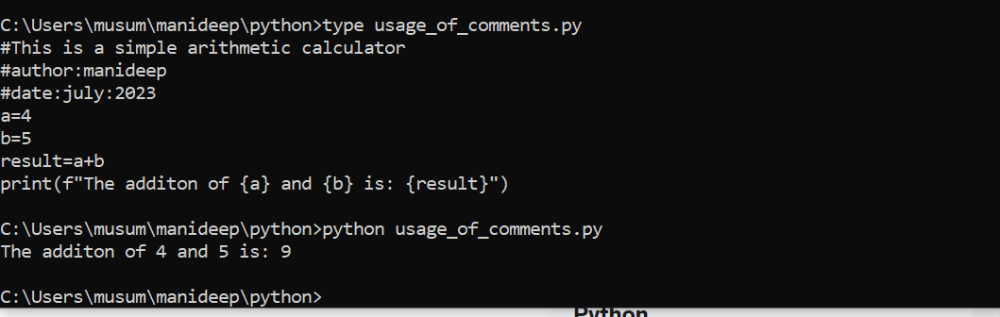 C:\Users\musum\manideep\python>type usage_of_comments.py
#This is a simple arithmetic calculator
#author:manideep
#date:july:2023
a=4
b=5
result=a+b
print(f"The additon of {a} and {b} is: {result}")
C:\Users\musum\manideep\python>python usage_of_comments.py
The additon of 4 and 5 is: 9
C:\Users\musum\manideep\python>
Python